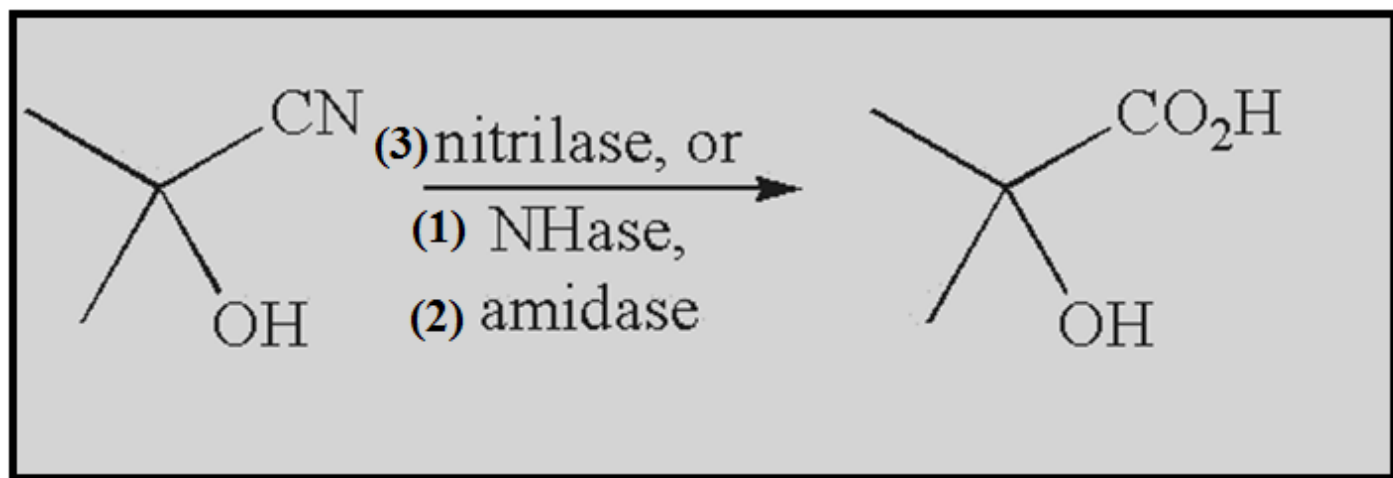 CN
(3) nitrilase, or
(1) NHase,
(2) amidase
OH
CO₂H
OH